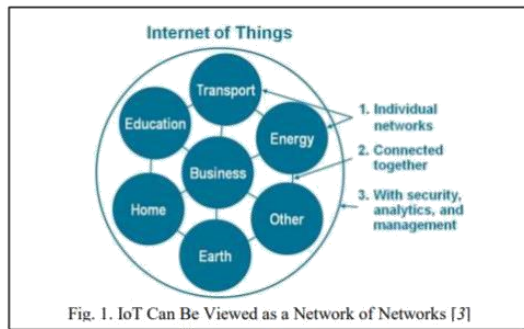 Internet of Things
Transport
Education
Energy
Business
Home
Other
Earth
1. Individual
networks
2. Connected
together
3. With security,
analytics, and
management
Fig. 1. IoT Can Be Viewed as a Network of Networks [3]